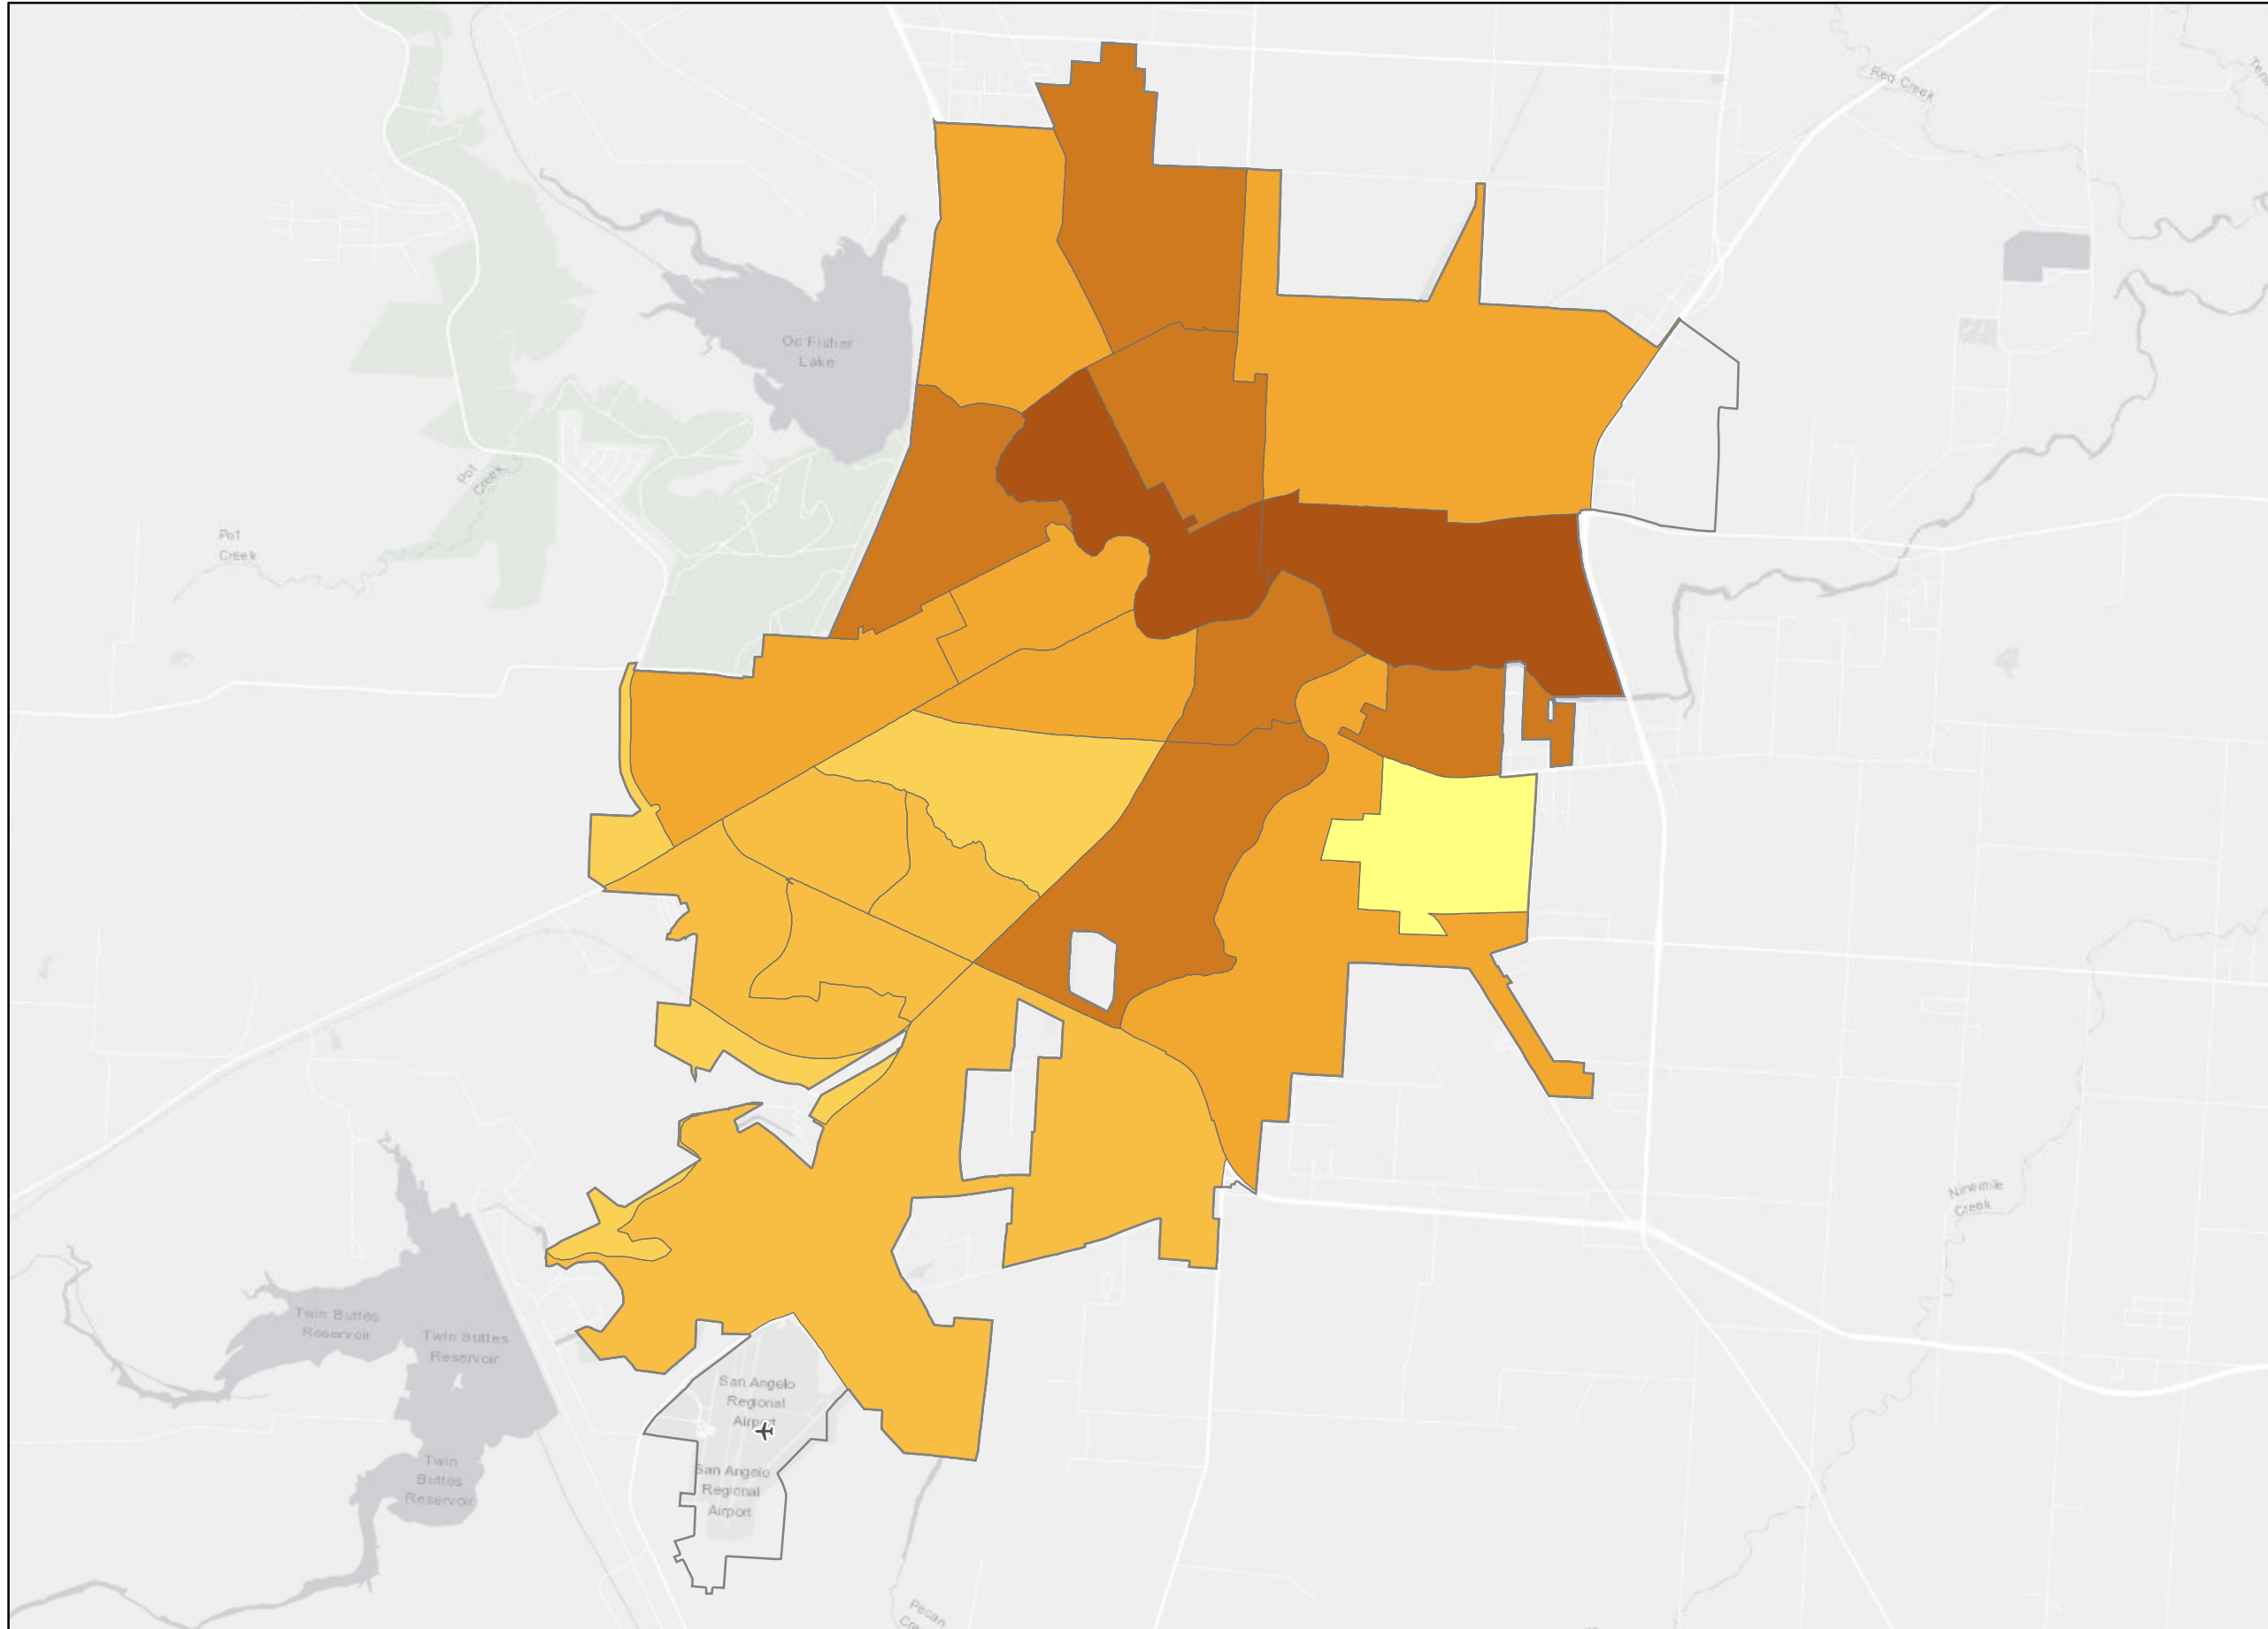 Red Creek
Oc Fisher
Lake
Pot
Creek
Pot
Creek
Ninemile
Creek
Twin Buttes
Reservoir
Twin Buttes
Reservoir
San Angelo
Regional
Airport
Twin
Buttes
Reservoir
San Angelo
Regional
Airport
Pecan